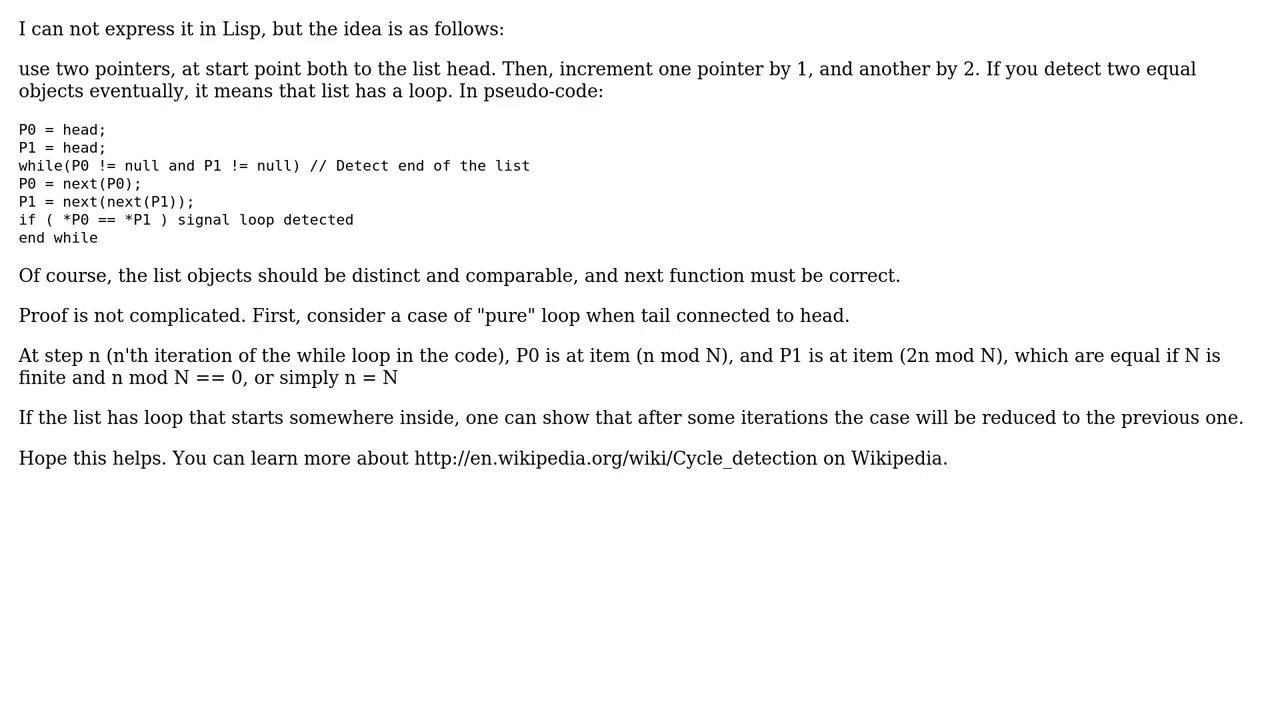 I can not express it in Lisp, but the idea is as follows:
use two pointers, at start point both to the list head. Then, increment one pointer by 1, and another by 2. If you detect two equal
objects eventually, it means that list has a loop. In pseudo-code:
P0 = head;
P1 = head;
while(P0 != null and P1 != null) // Detect end of the list
P0 = next(P0);
P1 = next(next(P1));
if ( *P0 == *P1 ) signal loop detected
end while
Of course, the list objects should be distinct and comparable, and next function must be correct.
Proof is not complicated. First, consider a case of "pure" loop when tail connected to head.
At step n (n'th iteration of the while loop in the code), P0 is at item (n mod N), and P1 is at item (2n mod N), which are equal if N is
finite and n mod N == 0, or simply n = N
If the list has loop that starts somewhere inside, one can show that after some iterations the case will be reduced to the previous one.
Hope this helps. You can learn more about http://en.wikipedia.org/wiki/Cycle_detection on Wikipedia.